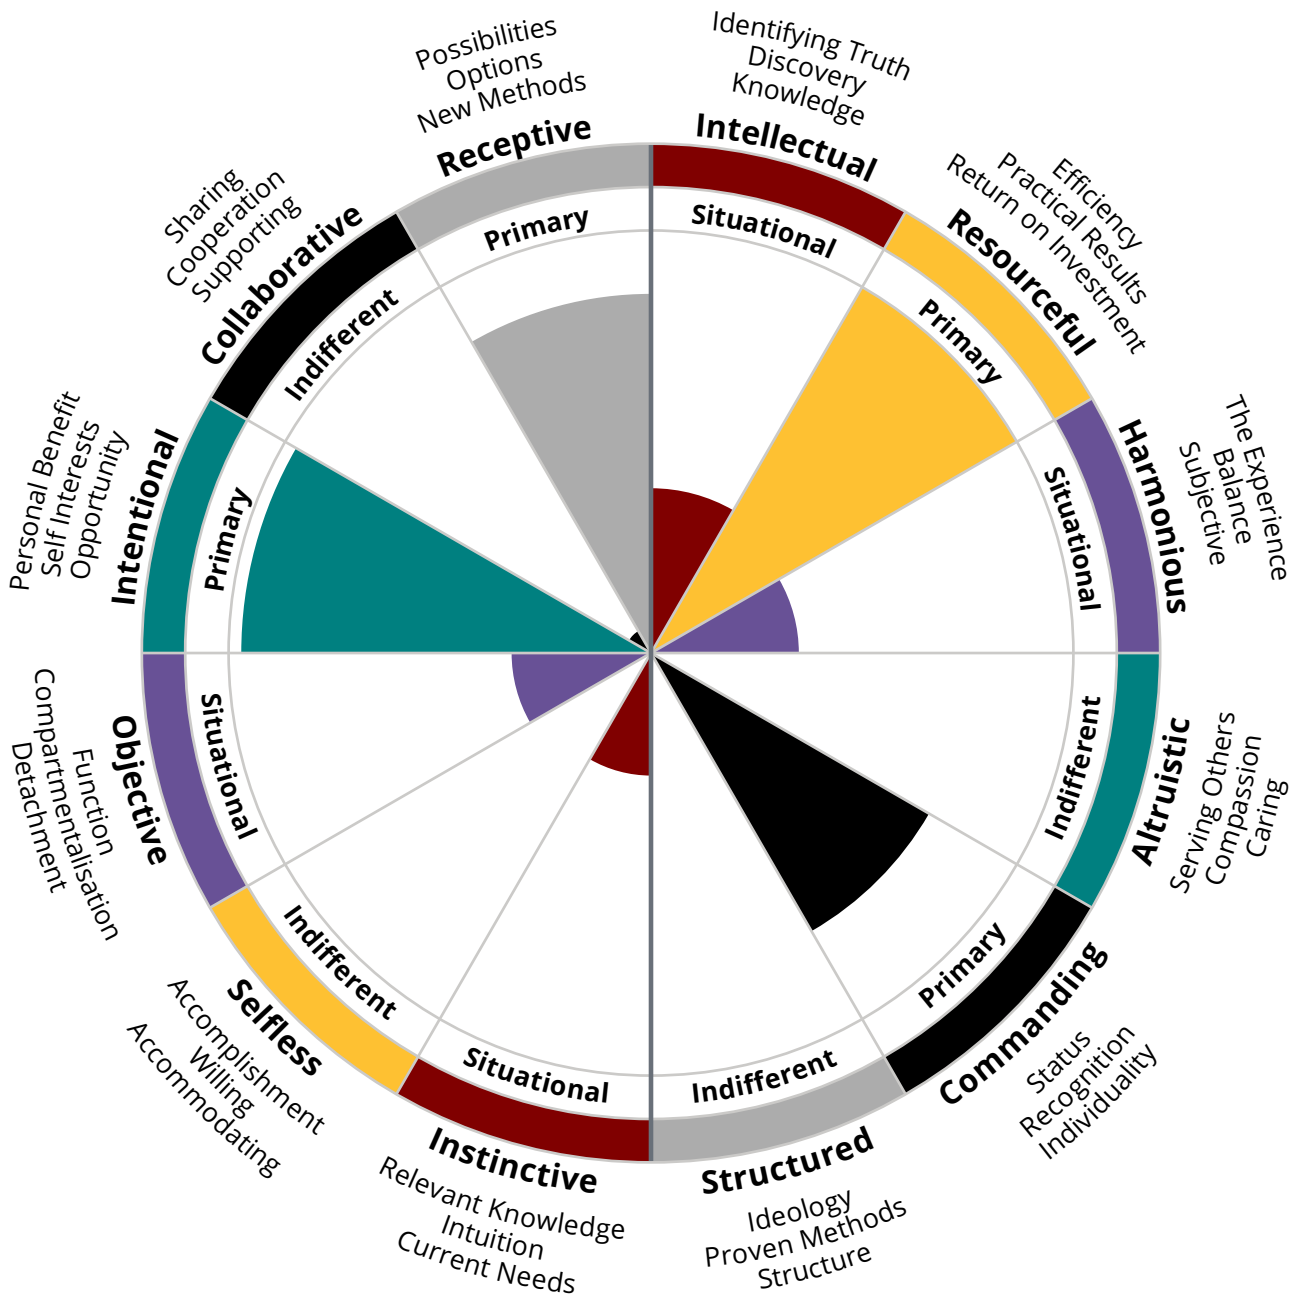 Identifying Truth
Discovery
Knowledge
Intellectual
Situational
Efficiency
Practical Results
Return on Investment
Resourceful
Primary
The Experience
Balance
Subjective
Harmonious
Situational
Altruistic
Indifferent
Serving Others
Compassion
Caring
Commanding
Primary
Status
Recognition
Individuality
Indifferent
Structured
Ideology
Proven Methods
Structure
Situational
Instinctive
Relevant Knowledge
Intuition
Current Needs
Indifferent
Selfless
Accomplishment
Willing
Accommodating
Situational
Objective
Function
Compartmentalisation
Detachment
Personal Benefit
Self Interests
Opportunity
Intentional
Primary
Sharing
Cooperation
Supporting
Collaborative
Indifferent
Possibilities
Options
New Methods
Receptive
Primary